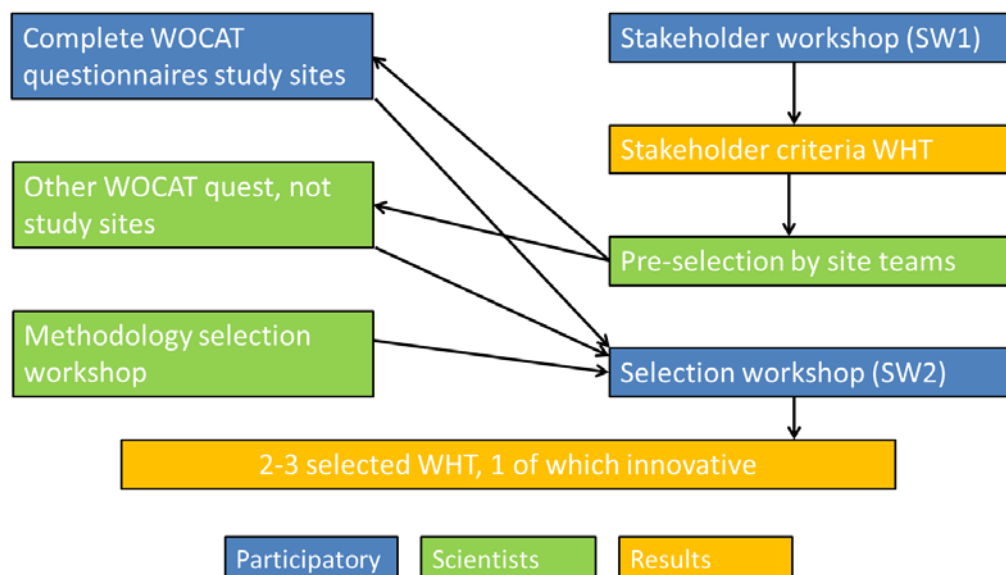 Complete WOCAT
questionnaires study sites
Stakeholder workshop (SW1)
Stakeholder criteria WHT
Other WOCAT quest, not
study sites
Pre-selection by site teams
Methodology selection
workshop
Selection workshop (SW2)
2-3 selected WHT, 1 of which innovative
Participatory
Scientists
Results